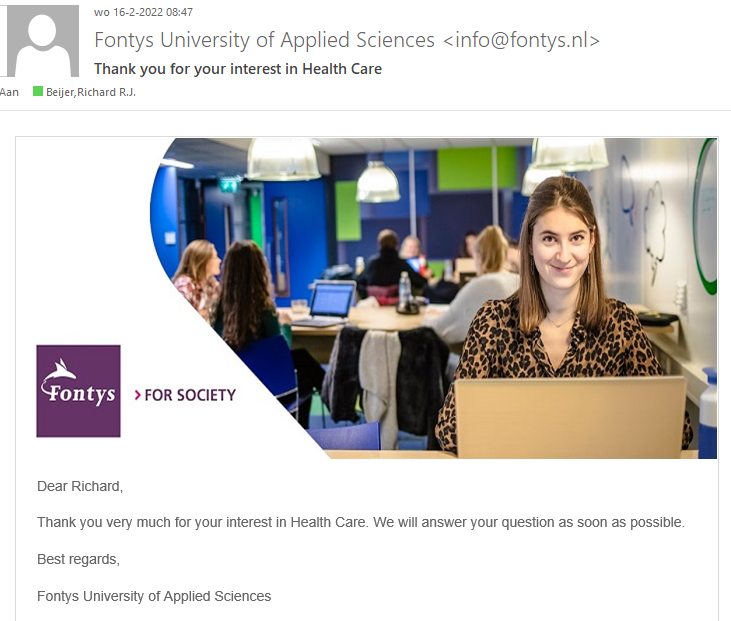 wo 16-2-2022 08:47
Fontys University of Applied Sciences <info@fontys.nl>
Thank you for your interest in Health Care
Aan Beijer,Richard R.J.
Fontys
FOR SOCIETY
Dear Richard,
Thank you very much for your interest in Health Care. We will answer your question as soon as possible.
Best regards,
Fontys University of Applied Sciences